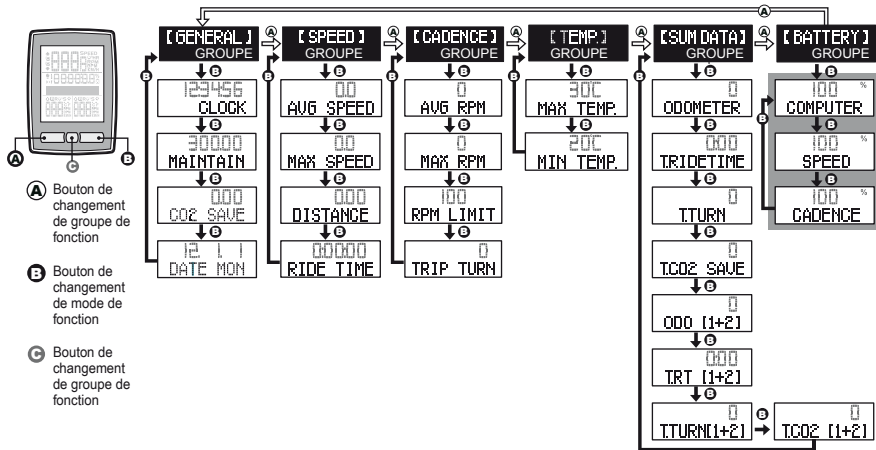 A
[ GENERAL ]
GROUPE
A
[ SPEED ]
GROUPE
A
[ CADENCE ]
GROUPE
A
[ TEMP.]
GROUPE
A
[SUM DATA]
GROUPE
A
[ BATTERY ]
GROUPE
B
B
123456
CLOCK
B
30000
MAINTAIN
B
0.00
CO2 SAVE
B
12 1. 1
DATE MON
B
B
0.0
AVG SPEED
B
0.0
MAX SPEED
B
0.00
DISTANCE
B
0:00:00
RIDE TIME
B
B
0
AVG RPM
B
0
MAX RPM
B
100
RPM LIMIT
B
0
TRIP TURN
B
B
30°C
MAX TEMP.
B
20°C
MIN TEMP.
B
B
0
ODOMETER
B
0:00
T.RIDETIME
B
0
T.TURN
B
0
T.CO2 SAVE
B
0
ODO [1+2]
B
0:00
T.RT [1+2]
B
0
T.TURN[1+2]
B
0
T.CO2 [1+2]
B
B
100 %
COMPUTER
B
100 %
SPEED
B
100 %
CADENCE
A
C
B
A Bouton de
changement
de groupe de
fonction
B Bouton de
changement
de mode de
fonction
C Bouton de
changement
de groupe de
fonction